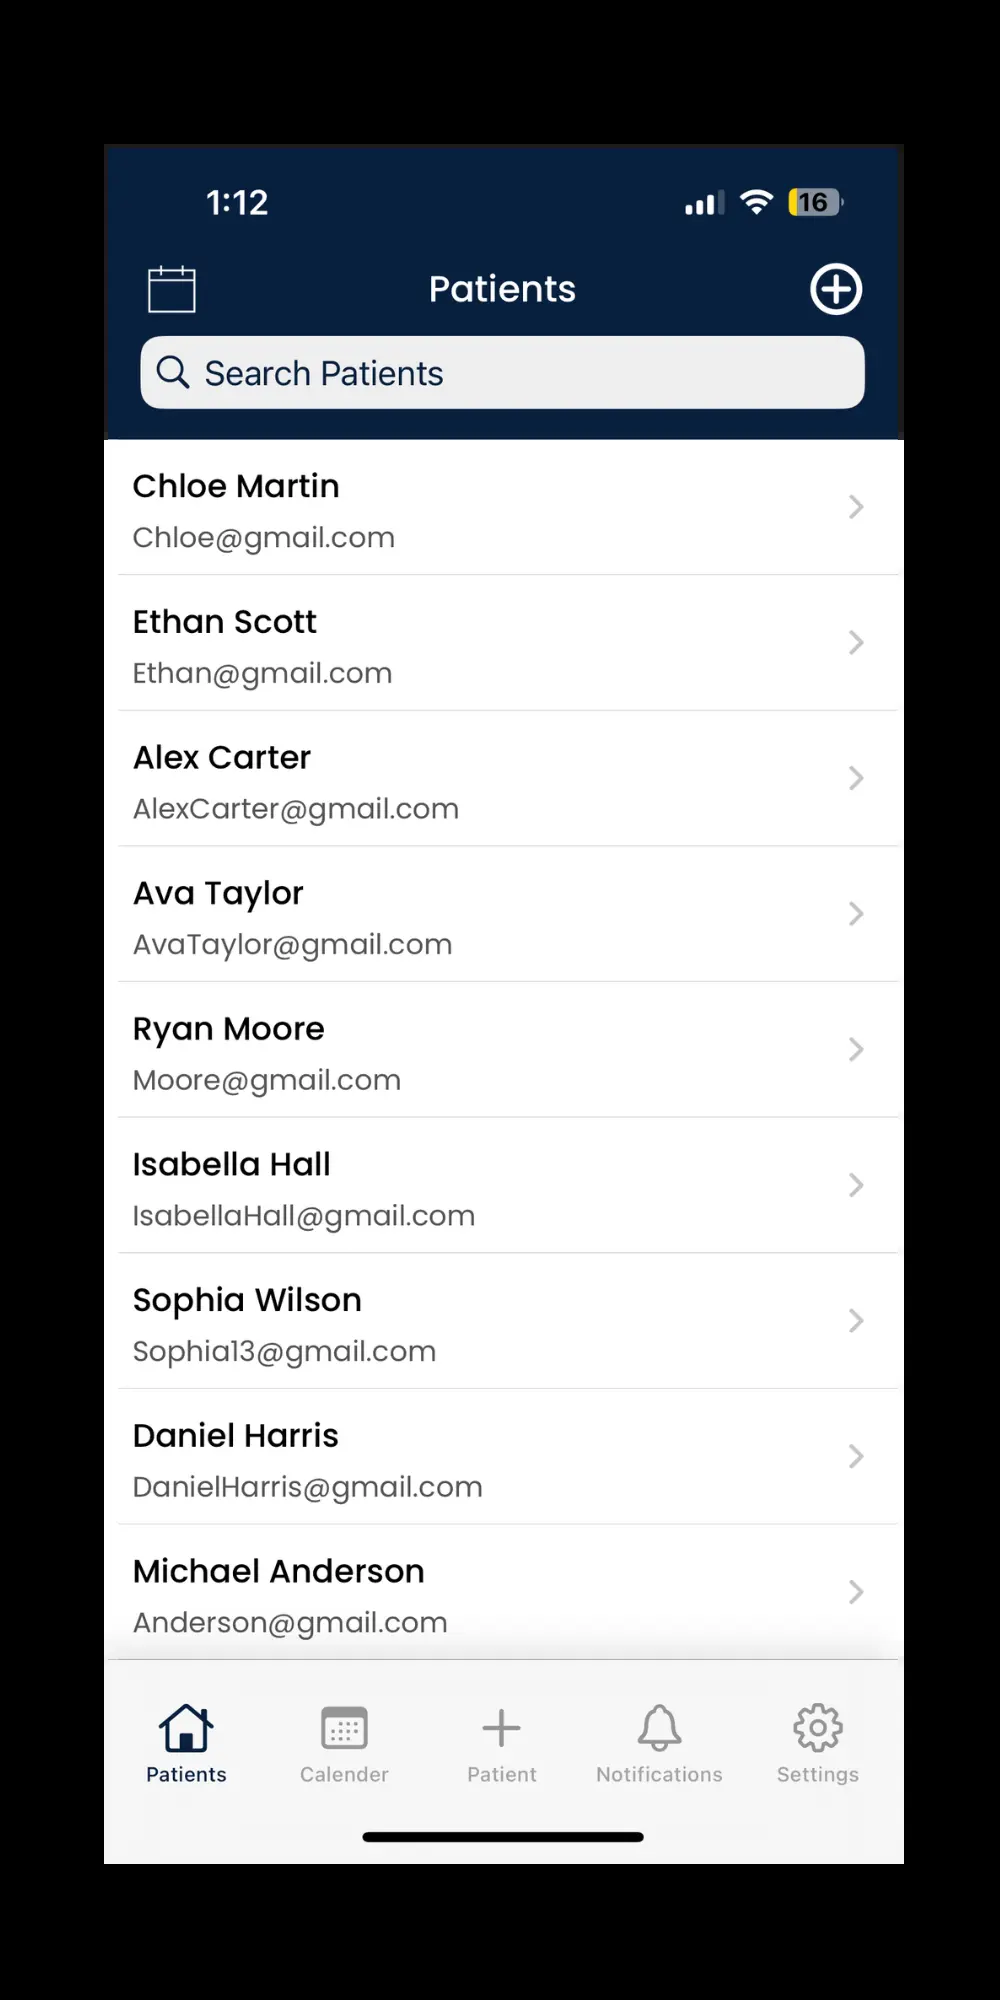 1:12
16
Patients
Search Patients
Chloe Martin
Chloe@gmail.com
Ethan Scott
Ethan@gmail.com
Alex Carter
AlexCarter@gmail.com
Ava Taylor
AvaTaylor@gmail.com
Ryan Moore
Moore@gmail.com
Isabella Hall
IsabellaHall@gmail.com
Sophia Wilson
Sophia13@gmail.com
Daniel Harris
DanielHarris@gmail.com
Michael Anderson
Anderson@gmail.com
Patients Calender Patient Notifications Settings